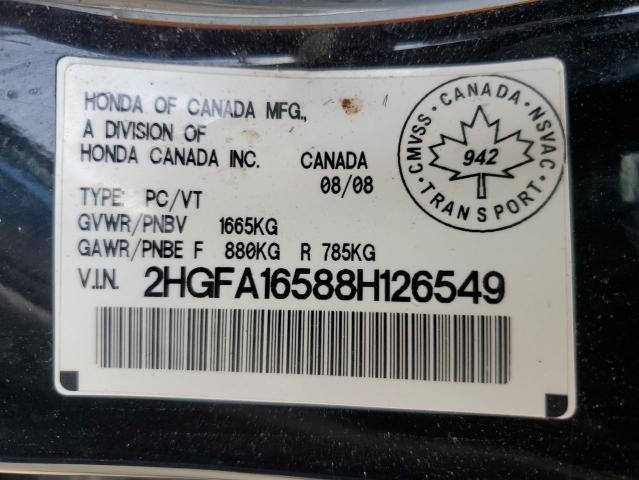 HONDA OF CANADA MFG.,
A DIVISION OF
HONDA CANADA INC. CANADA
08/08
TYPE: PC/VT
GVWR/PNBV 1665KG
GAWR/PNBE F 880KG R 785KG
V.I.N. 2HGFA16588H126549
CMVSS · CANADA · NSVAC
942
TRANSPORT